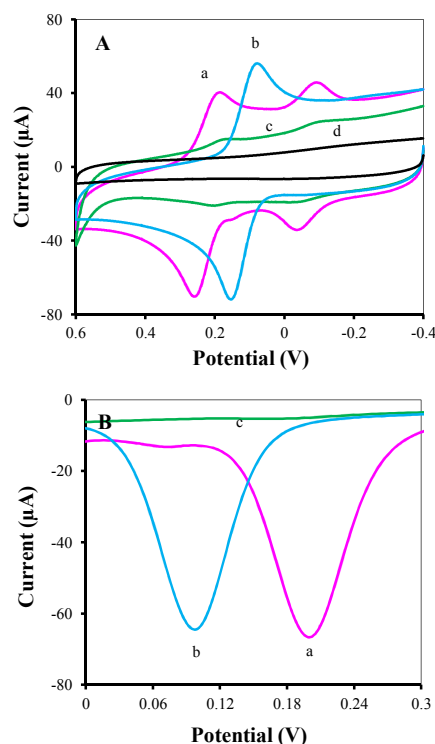 80
A
b
a
40
c
d
0
-40
-80
0.6
0.4
0.2
0
-0.2
-0.4
Current (µA)
Potential (V)
0
B
c
-20
-40
-60
b
a
-80
0
0.06
0.12
0.18
0.24
0.3
Current (µA)
Potential (V)